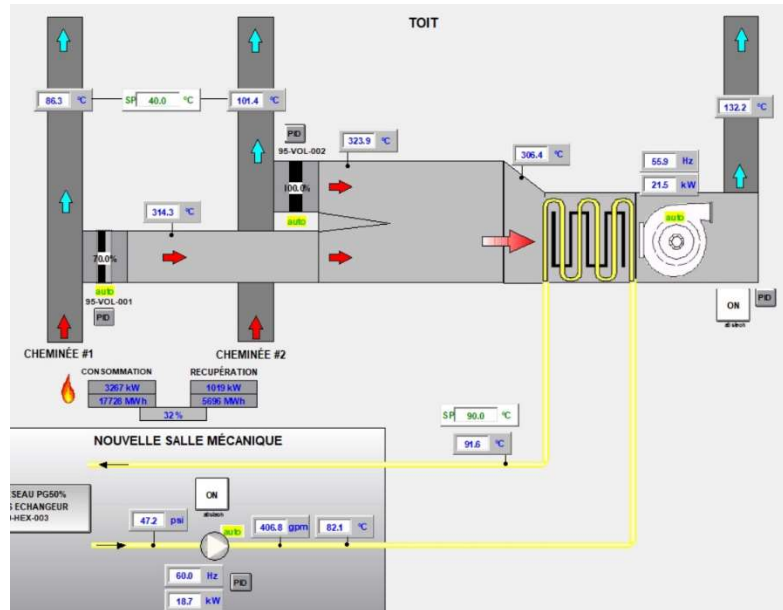 TOIT
86.3 °C
SP 40.0 °C
101.4 °C
132.2 °C
PID
95-VOL-002
323.9 °C
306.4 °C
55.9 Hz
21.5 kW
100.0%
auto
auto
314.3 °C
70.0%
auto
95-VOL-001
PID
ON
PID
CHEMINÉE #1
CHEMINÉE #2
CONSOMMATION
RECUPÉRATION
3267 kW
1019 kW
17728 MWh
5696 MWh
32 %
SP 90.0 °C
91.6 °C
NOUVELLE SALLE MÉCANIQUE
ON
SEAU PG50%
ECHANGEUR
-HEX-003
47.2 psi
auto
406.8 gpm
82.1 °C
60.0 Hz
PID
18.7 kW